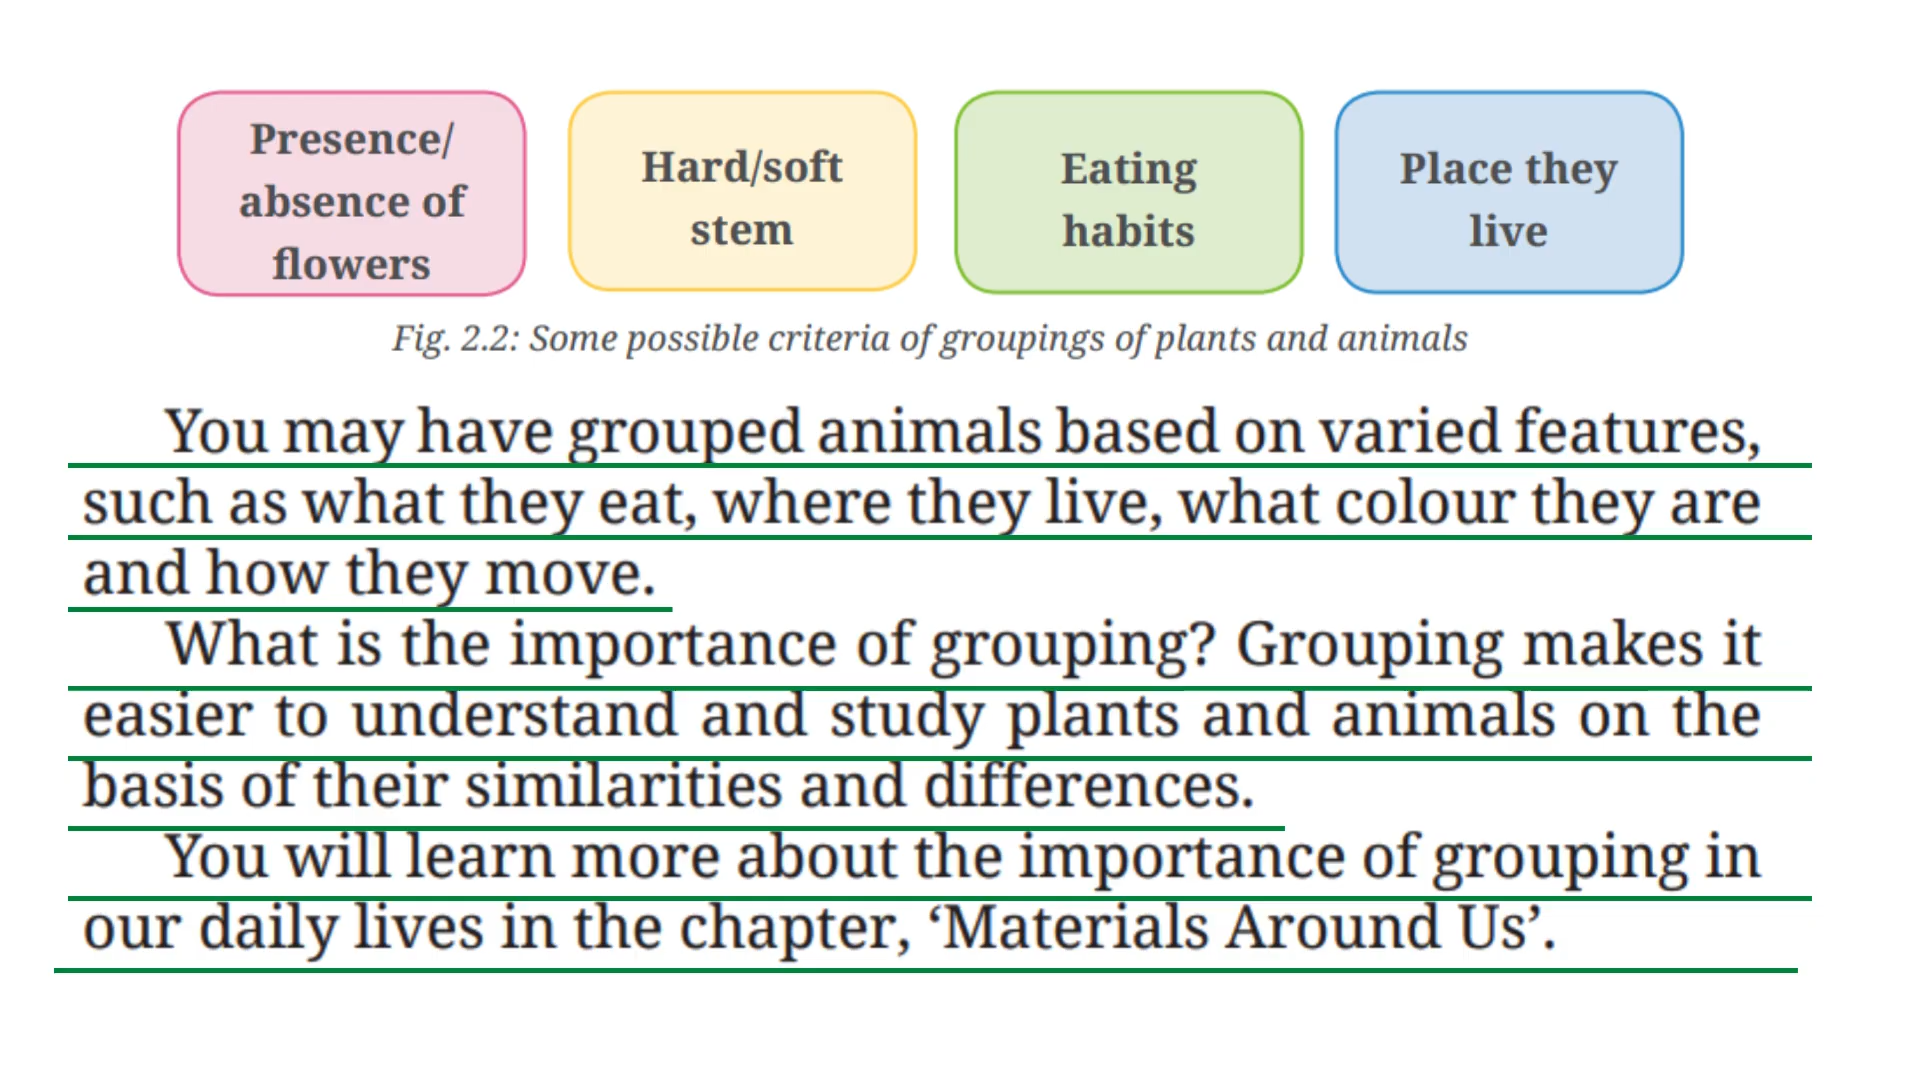 Presence/
absence of
flowers
Hard/soft
stem
Eating
habits
Place they
live
Fig. 2.2: Some possible criteria of groupings of plants and animals
You may have grouped animals based on varied features,
such as what they eat, where they live, what colour they are
and how they move.
What is the importance of grouping? Grouping makes it
easier to understand and study plants and animals on the
basis of their similarities and differences.
You will learn more about the importance of grouping in
our daily lives in the chapter, ‘Materials Around Us’.